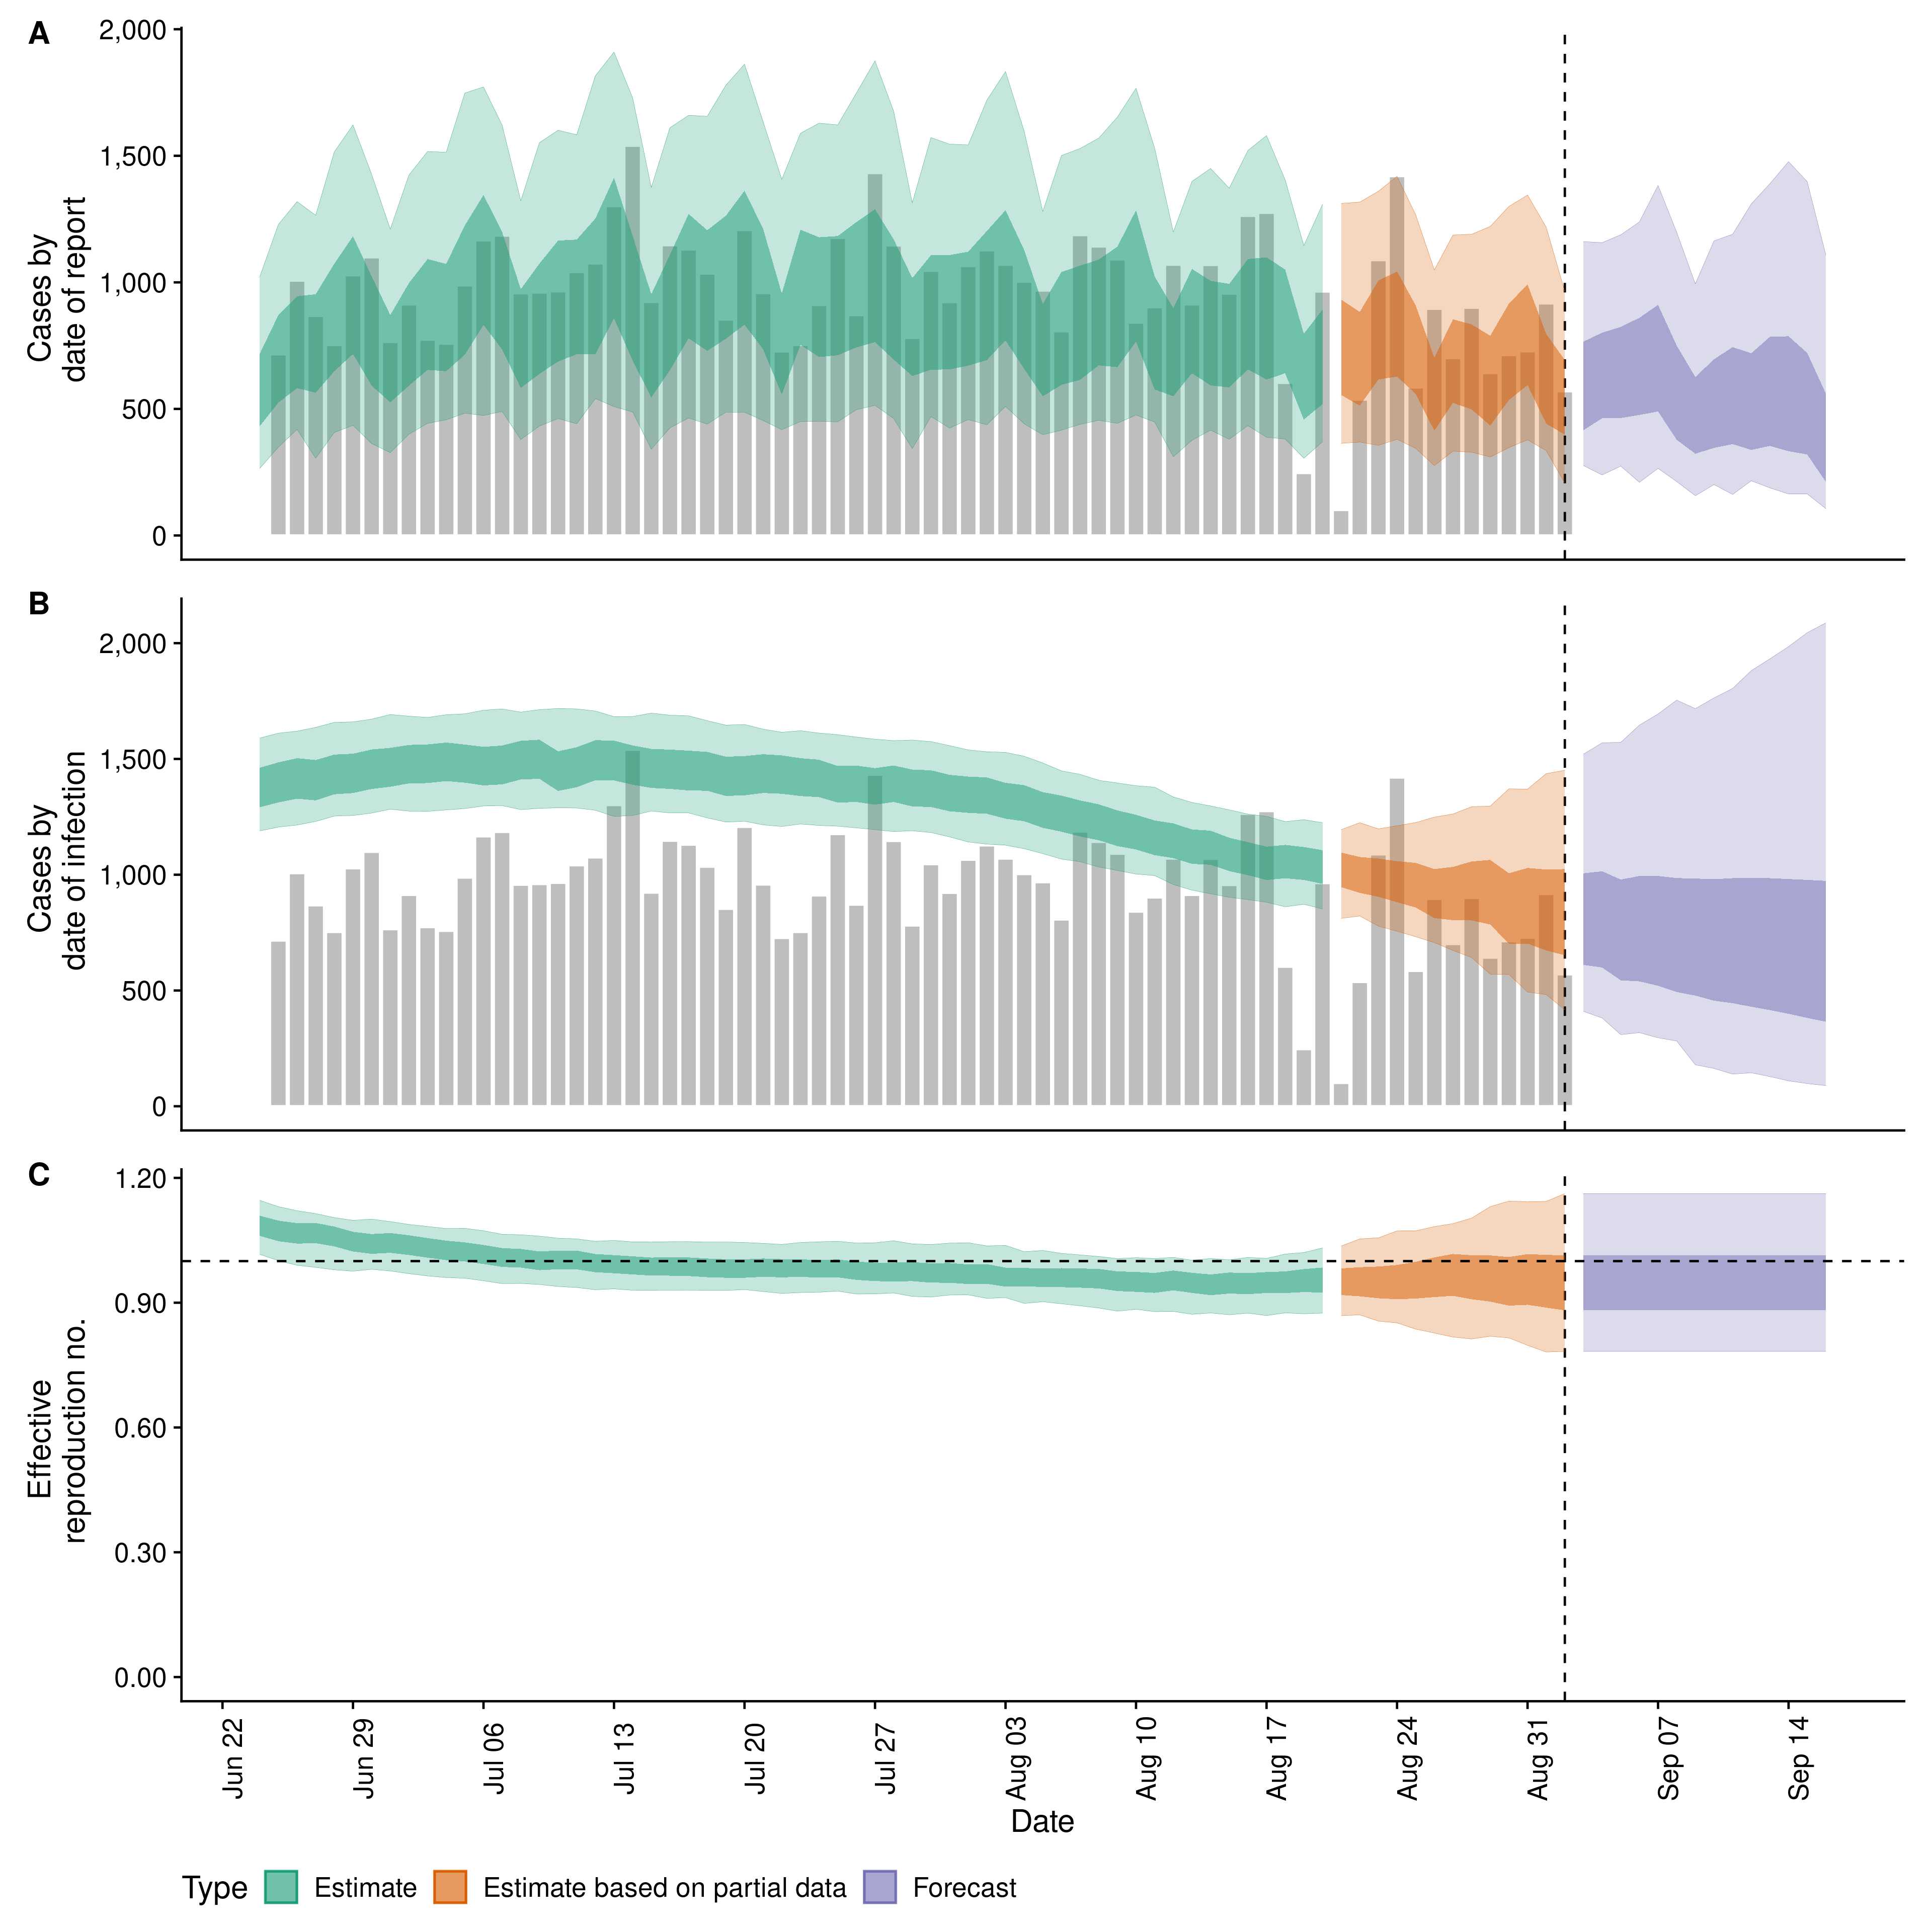 A
Cases by
date of report
2,000
1,500
1,000
500
0
B
Cases by
date of infection
2,000
1,500
1,000
500
0
C
Effective
reproduction no.
1.20
0.90
0.60
0.30
0.00
Jun 22
Jun 29
Jul 06
Jul 13
Jul 20
Jul 27
Aug 03
Aug 10
Aug 17
Aug 24
Aug 31
Sep 07
Sep 14
Date
Type Estimate Estimate based on partial data Forecast